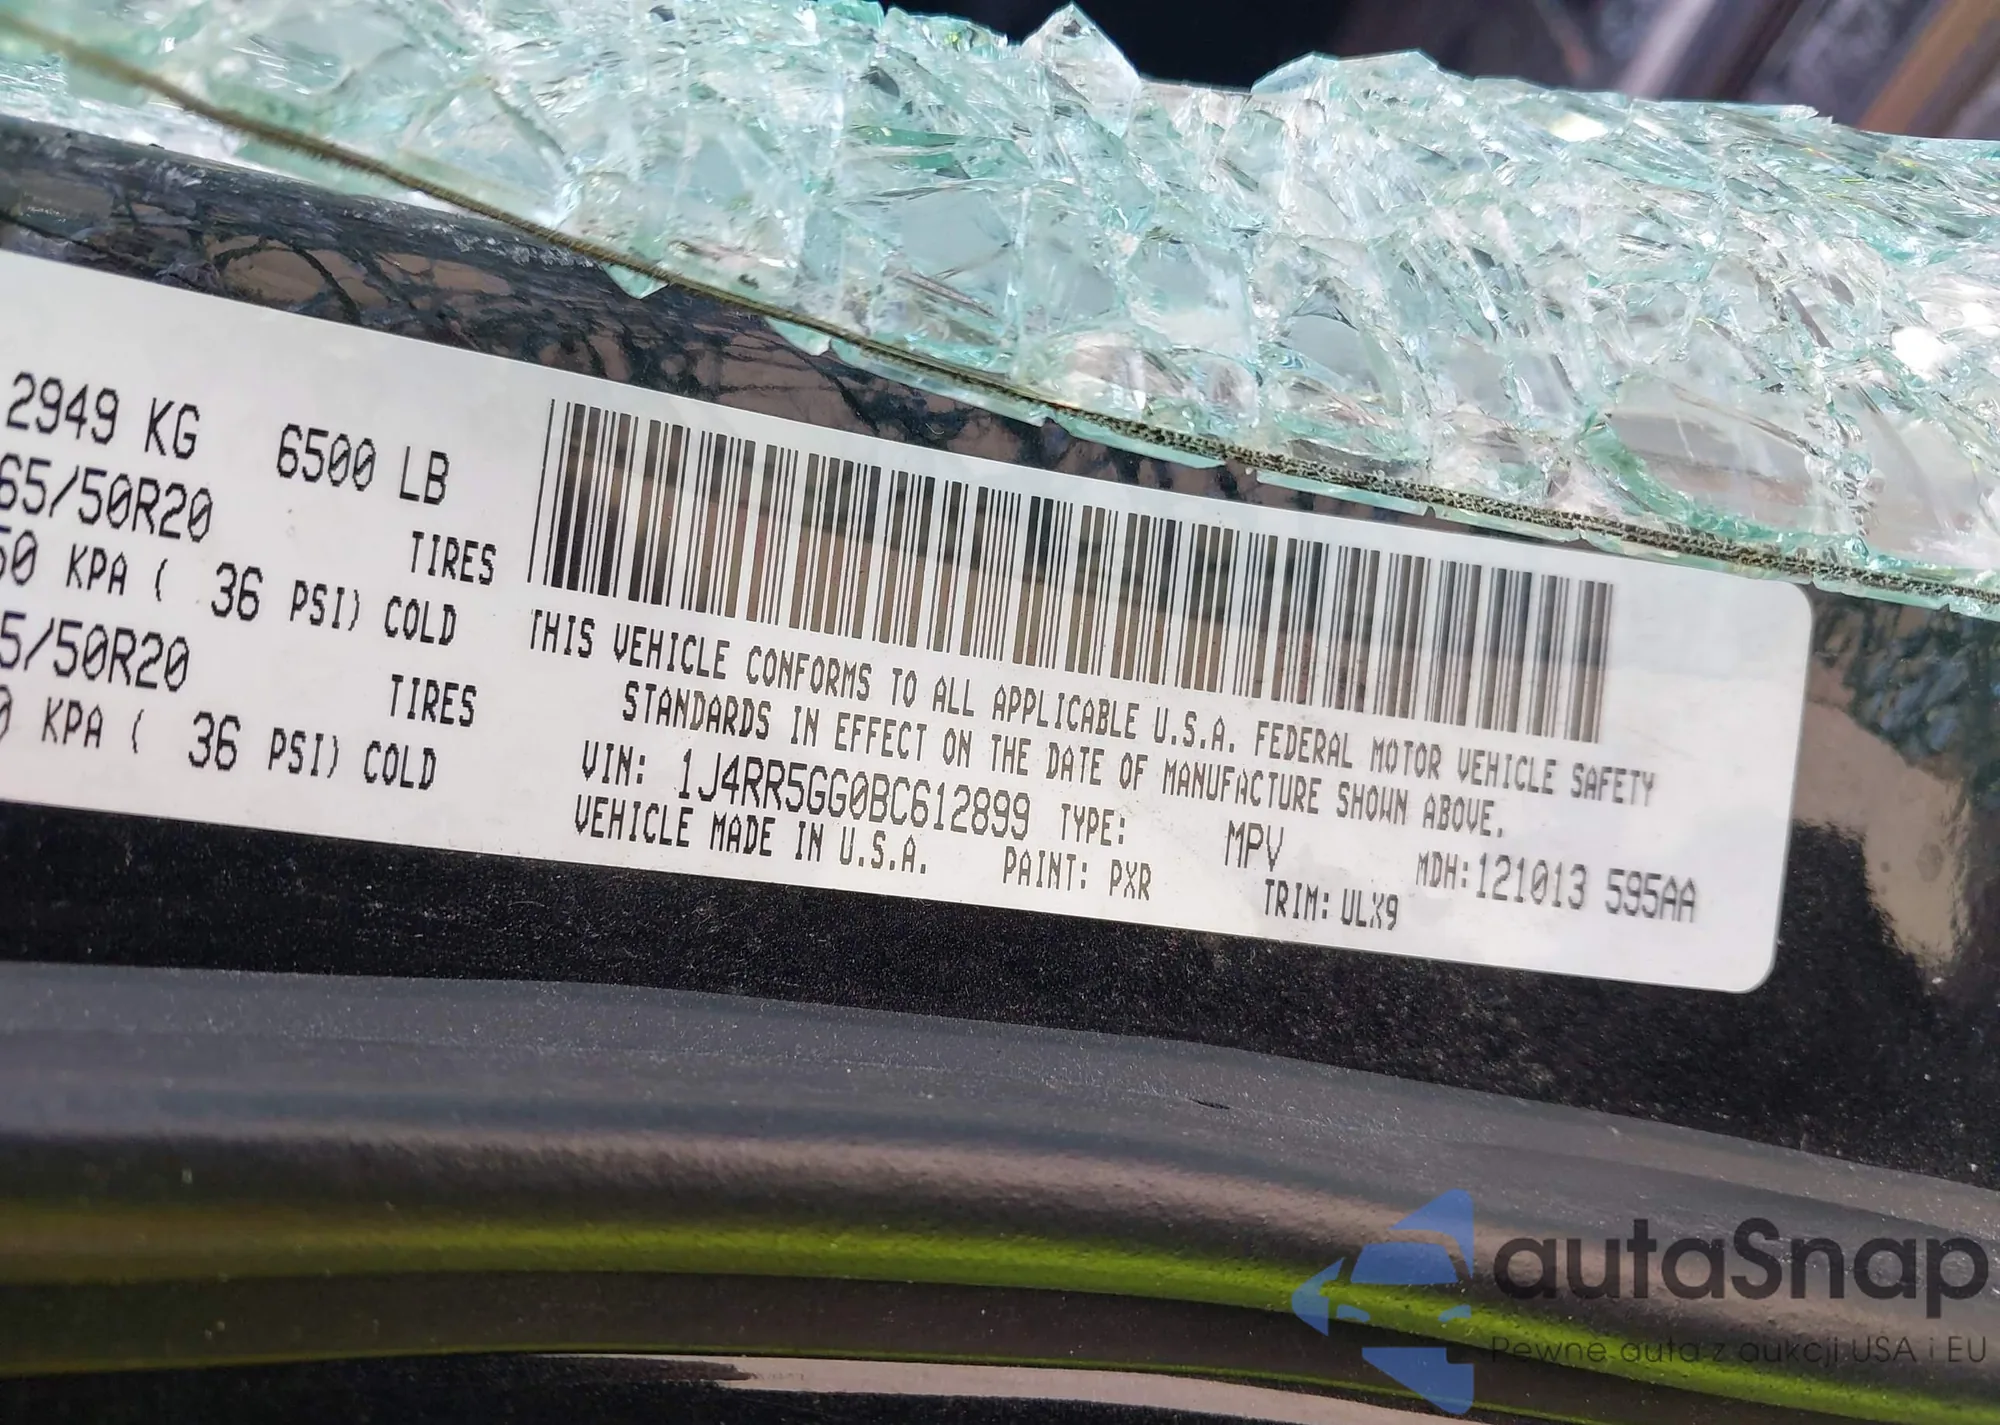 2949 KG 6500 LB
65/50R20 TIRES
50 KPA ( 36 PSI) COLD
5/50R20 TIRES
0 KPA ( 36 PSI) COLD
THIS VEHICLE CONFORMS TO ALL APPLICABLE U.S.A. FEDERAL MOTOR VEHICLE SAFETY
STANDARDS IN EFFECT ON THE DATE OF MANUFACTURE SHOWN ABOVE.
VIN: 1J4RR5GG0BC612899 TYPE: MPV MDH:121013 595AA
VEHICLE MADE IN U.S.A. PAINT: PXR TRIM: ULX9
autaSnap
Pewne auta z aukcji USA i EU